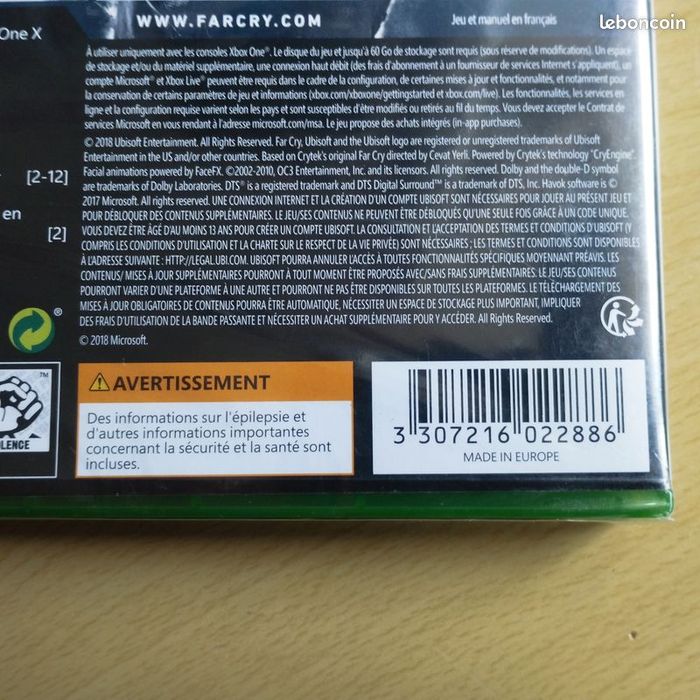 leboncoin
WWW.FARCRY.COM
Jeu et manuel en français
One X
À utiliser uniquement avec les consoles Xbox One®. Le disque du jeu et jusqu'à 60 Go de stockage sont requis (sous réserve de modifications). Un espace
de stockage et/ou du matériel supplémentaire, une connexion haut débit (des frais d'abonnement à un fournisseur de services Internet s'appliquent), un
compte Microsoft® et Xbox Live® peuvent être requis dans le cadre de la configuration, de certaines mises à jour et fonctionnalités, et notamment pour
la conservation de certains paramètres de jeu et informations (xbox.com/xboxone/gettingstarted et xbox.com/live). Les fonctionnalités, les services en
ligne et la configuration requise varient selon les pays et sont susceptibles d'être modifiés ou retirés au fil du temps. Vous devez accepter le Contrat de
services Microsoft en vous rendant à l'adresse microsoft.com/msa. Le jeu propose des achats intégrés (in-app purchases).
© 2018 Ubisoft Entertainment. All Rights Reserved. Far Cry, Ubisoft and the Ubisoft logo are registered or unregistered trademarks of Ubisoft
Entertainment in the US and/or other countries. Based on Crytek's original Far Cry directed by Cevat Yerli. Powered by Crytek's technology "CryEngine".
Facial animations powered by FaceFX. ©2002-2010, OC3 Entertainment, Inc. and its licensors. All rights reserved. Dolby and the double-D symbol
are trademarks of Dolby Laboratories. DTS® is a registered trademark and DTS Digital Surround™ is a trademark of DTS, Inc. Havok software is ©
2017 Microsoft. All rights reserved. UNE CONNEXION INTERNET ET LA CRÉATION D'UN COMPTE UBISOFT SONT NÉCESSAIRES POUR JOUER AU PRÉSENT JEU ET
POUR DÉBLOQUER DES CONTENUS SUPPLÉMENTAIRES. LE JEU/SES CONTENUS NE PEUVENT ÊTRE DÉBLOQUÉS QU'UNE SEULE FOIS GRÂCE À UN CODE UNIQUE.
VOUS DEVEZ ÊTRE ÂGÉ D'AU MOINS 13 ANS POUR CRÉER UN COMPTE UBISOFT. LA CONSULTATION ET L'ACCEPTATION DES TERMES ET CONDITIONS D'UBISOFT (Y
COMPRIS LES CONDITIONS D'UTILISATION ET LA CHARTE SUR LE RESPECT DE LA VIE PRIVÉE) SONT NÉCESSAIRES ; LES TERMES ET CONDITIONS SONT DISPONIBLES
À L'ADRESSE SUIVANTE : HTTP://LEGAL.UBI.COM. UBISOFT POURRA ANNULER L'ACCÈS À TOUTES FONCTIONNALITÉS SPÉCIFIQUES MOYENNANT PRÉAVIS. LES
CONTENUS/ MISES À JOUR SUPPLÉMENTAIRES POURRONT À TOUT MOMENT ÊTRE PROPOSÉS AVEC/SANS FRAIS SUPPLÉMENTAIRES. LE JEU/SES CONTENUS
POURRONT VARIER D'UNE PLATEFORME À UNE AUTRE ET POURRONT NE PAS ÊTRE DISPONIBLES SUR TOUTES LES PLATEFORMES. LE TÉLÉCHARGEMENT DES
MISES À JOUR OBLIGATOIRES DE CONTENUS POURRA ÊTRE AUTOMATIQUE, NÉCESSITER UN ESPACE DE STOCKAGE PLUS IMPORTANT, IMPLIQUER
DES FRAIS D'UTILISATION DE LA BANDE PASSANTE ET NÉCESSITER UN ACHAT SUPPLÉMENTAIRE POUR Y ACCÉDER. All Rights Reserved.
© 2018 Microsoft.
[2-12]
en
[2]
®
™
OLENCE
AVERTISSEMENT
Des informations sur l'épilepsie et
d'autres informations importantes
concernant la sécurité et la santé sont
incluses.
3 307216 022886
MADE IN EUROPE